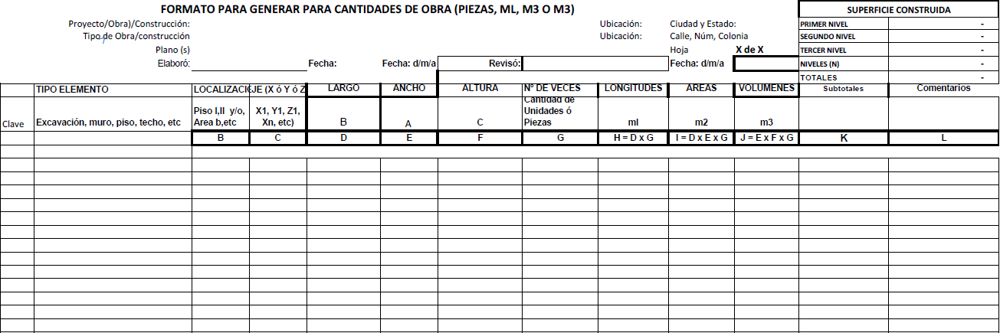 FORMATO PARA GENERAR PARA CANTIDADES DE OBRA (PIEZAS, ML, M3 O M3)
SUPERFICIE CONSTRUIDA
Proyecto/Obra)/Construcción: Ubicación: Ciudad y Estado: PRIMER NIVEL -
Tipo de Obra/construcción Ubicación: Calle, Núm, Colonia SEGUNDO NIVEL -
Plano (s) Hoja X de X TERCER NIVEL -
Elaboró: Fecha: Fecha: d/m/a Revisó: Fecha: d/m/a NIVELES (N) -
TOTALES -
TIPO ELEMENTO LOCALIZACIÓ JE (X ó Y ó Z LARGO ANCHO ALTURA Nº DE VECES LONGITUDES AREAS VOLÚMENES Subtotales Comentarios
Clave Excavación, muro, piso, techo, etc Piso I,II y/o, Area b,etc X1, Y1, Z1, Xn, etc) B A C Cantidad de Unidades ó Piezas ml m2 m3
B C D E F G H = D x G I = D x E x G J = E x F x G K L